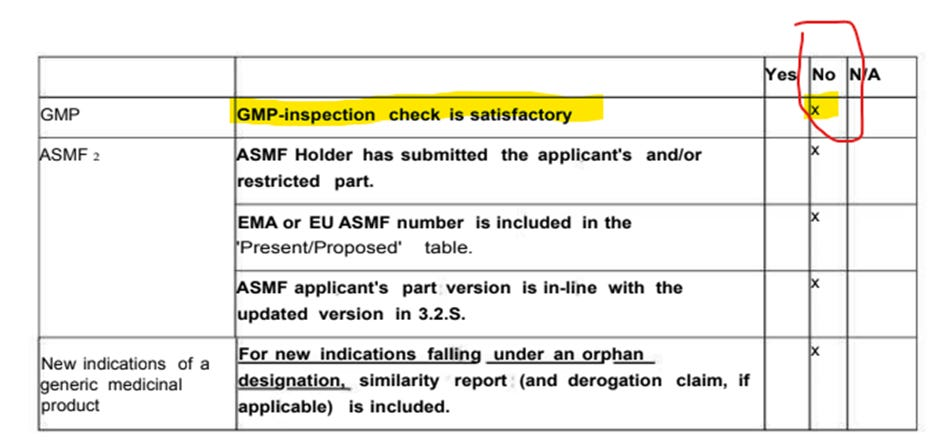 Yes No N/A
GMP GMP-inspection check is satisfactory x
ASMF 2 ASMF Holder has submitted the applicant's and/or x
restricted part.
EMA or EU ASMF number is included in the x
'Present/Proposed' table.
ASMF applicant's part version is in-line with the x
updated version in 3.2.S.
New indications of a
generic medicinal
product
For new indications falling under an orphan x
designation, similarity report (and derogation claim, if
applicable) is included.